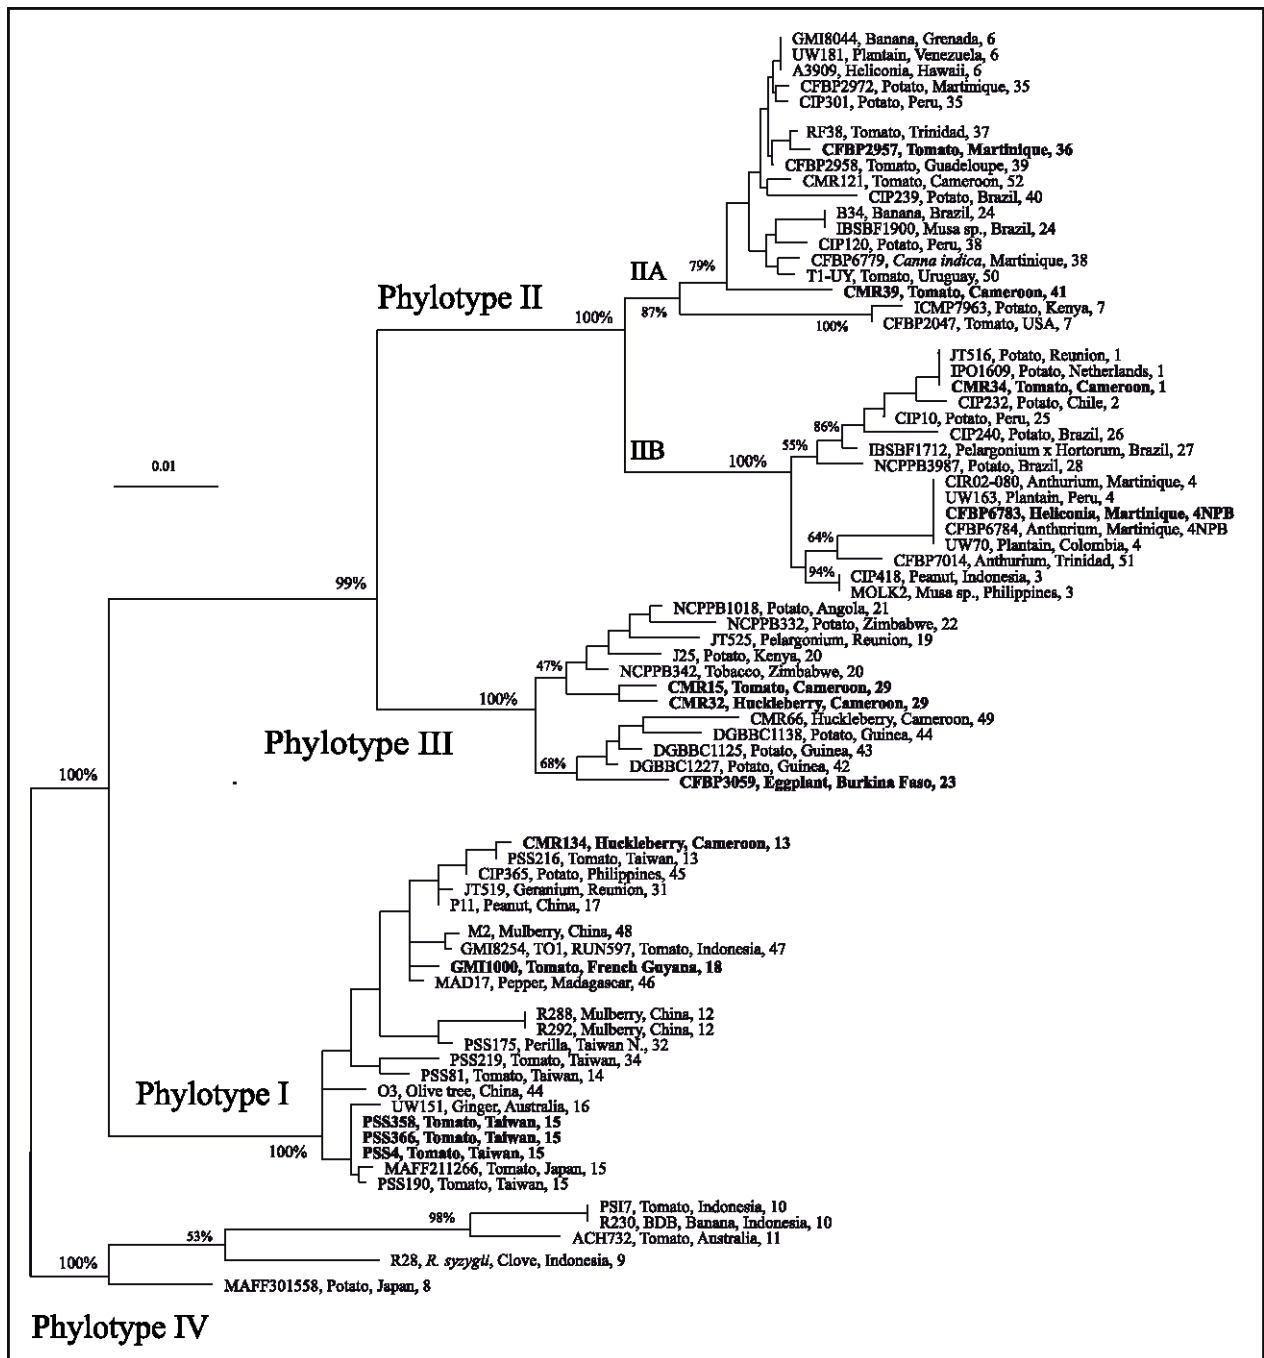 GMI8044, Banana, Grenada, 6
UW181, Plantain, Venezuela, 6
A3909, Heliconia, Hawaii, 6
CFBP2972, Potato, Martinique, 35
CIP301, Potato, Peru, 35
RF38, Tomato, Trinidad, 37
CFBP2957, Tomato, Martinique, 36
CFBP2958, Tomato, Guadeloupe, 39
CMR121, Tomato, Cameroon, 52
CIP239, Potato, Brazil, 40
B34, Banana, Brazil, 24
IBSBF1900, Musa sp., Brazil, 24
CIP120, Potato, Peru, 38
CFBP6779, Canna indica, Martinique, 38
T1-UY, Tomato, Uruguay, 50
79%
IIA
CMR39, Tomato, Cameroon, 41
Phylotype II
87%
100%
ICMP7963, Potato, Kenya, 7
100%
CFBP2047, Tomato, USA, 7
JT516, Potato, Reunion, 1
IPO1609, Potato, Netherlands, 1
CMR34, Tomato, Cameroon, 1
CIP232, Potato, Chile, 2
CIP10, Potato, Peru, 25
86%
CIP240, Potato, Brazil, 26
55%
IBSBF1712, Pelargonium x Hortorum, Brazil, 27
IIB
100%
NCPPB3987, Potato, Brazil, 28
0.01
CIR02-080, Anthurium, Martinique, 4
UW163, Plantain, Peru, 4
CFBP6783, Heliconia, Martinique, 4NPB
CFBP6784, Anthurium, Martinique, 4NPB
64%
UW70, Plantain, Colombia, 4
CFBP7014, Anthurium, Trinidad, 51
94%
CIP418, Peanut, Indonesia, 3
MOLK2, Musa sp., Philippines, 3
99%
NCPPB1018, Potato, Angola, 21
NCPPB332, Potato, Zimbabwe, 22
JT525, Pelargonium, Reunion, 19
J25, Potato, Kenya, 20
47%
NCPPB342, Tobacco, Zimbabwe, 20
CMR15, Tomato, Cameroon, 29
100%
CMR32, Huckleberry, Cameroon, 29
CMR66, Huckleberry, Cameroon, 49
DGBBC1138, Potato, Guinea, 44
Phylotype III
DGBBC1125, Potato, Guinea, 43
68%
DGBBC1227, Potato, Guinea, 42
CFBP3059, Eggplant, Burkina Faso, 23
100%
CMR134, Huckleberry, Cameroon, 13
PSS216, Tomato, Taiwan, 13
CIP365, Potato, Philippines, 45
JT519, Geranium, Reunion, 31
P11, Peanut, China, 17
M2, Mulberry, China, 48
GMI8254, TO1, RUN597, Tomato, Indonesia, 47
GMI1000, Tomato, French Guyana, 18
MAD17, Pepper, Madagascar, 46
R288, Mulberry, China, 12
R292, Mulberry, China, 12
PSS175, Perilla, Taiwan N., 32
PSS219, Tomato, Taiwan, 34
PSS81, Tomato, Taiwan, 14
Phylotype I
O3, Olive tree, China, 44
UW151, Ginger, Australia, 16
PSS358, Tomato, Taiwan, 15
PSS366, Tomato, Taiwan, 15
100%
PSS4, Tomato, Taiwan, 15
MAFF211266, Tomato, Japan, 15
PSS190, Tomato, Taiwan, 15
PSI7, Tomato, Indonesia, 10
98%
R230, BDB, Banana, Indonesia, 10
53%
ACH732, Tomato, Australia, 11
100%
R28, R. syzygii, Clove, Indonesia, 9
MAFF301558, Potato, Japan, 8
Phylotype IV